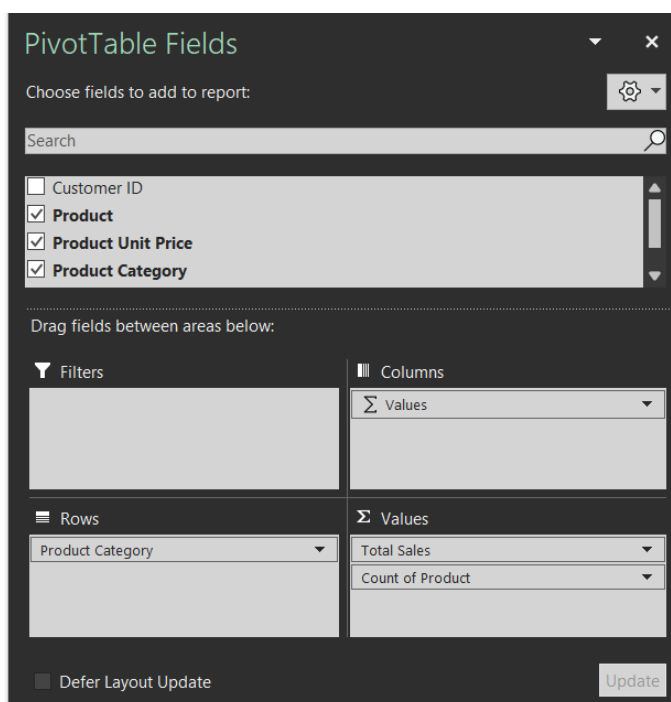 PivotTable Fields
Choose fields to add to report:
Search
Customer ID
Product
Product Unit Price
Product Category
Drag fields between areas below:
Filters
Columns
Σ Values
Rows
Product Category
Σ Values
Total Sales
Count of Product
Defer Layout Update
Update